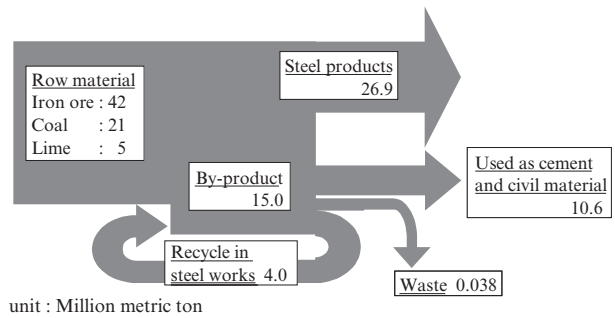 Row material
Iron ore : 42
Coal : 21
Lime : 5
Steel products
26.9
By-product
15.0
Used as cement
and civil material
10.6
Recycle in
steel works 4.0
Waste 0.038
unit : Million metric ton